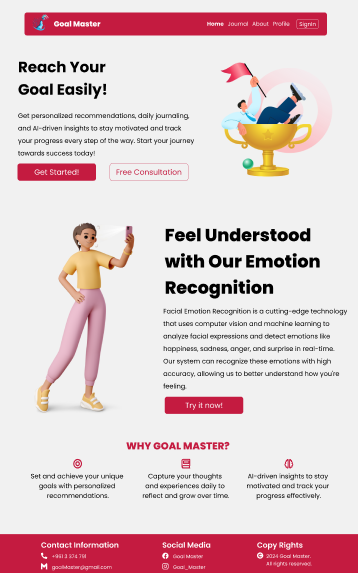 Goal Master
Home Journal About Profile SignIn
Reach Your
Goal Easily!
Get personalized recommendations, daily journaling,
and AI-driven insights to stay motivated and track
your progress every step of the way. Start your journey
towards success today!
Get Started! Free Consultation
Feel Understood
with Our Emotion
Recognition
Facial Emotion Recognition is a cutting-edge technology
that uses computer vision and machine learning to
analyze facial expressions and detect emotions like
happiness, sadness, anger, and surprise in real-time.
Our system can recognize these emotions with high
accuracy, allowing us to better understand how you're
feeling.
Try it now!
WHY GOAL MASTER?
Set and achieve your unique
goals with personalized
recommendations.
Capture your thoughts
and experiences daily to
reflect and grow over time.
AI-driven insights to stay
motivated and track your
progress effectively.
Contact Information
+961 3 374 791
goalMaster@gmail.com
Social Media
Goal Master
Goal_Master
Copy Rights
2024 Goal Master.
All rights reserved.